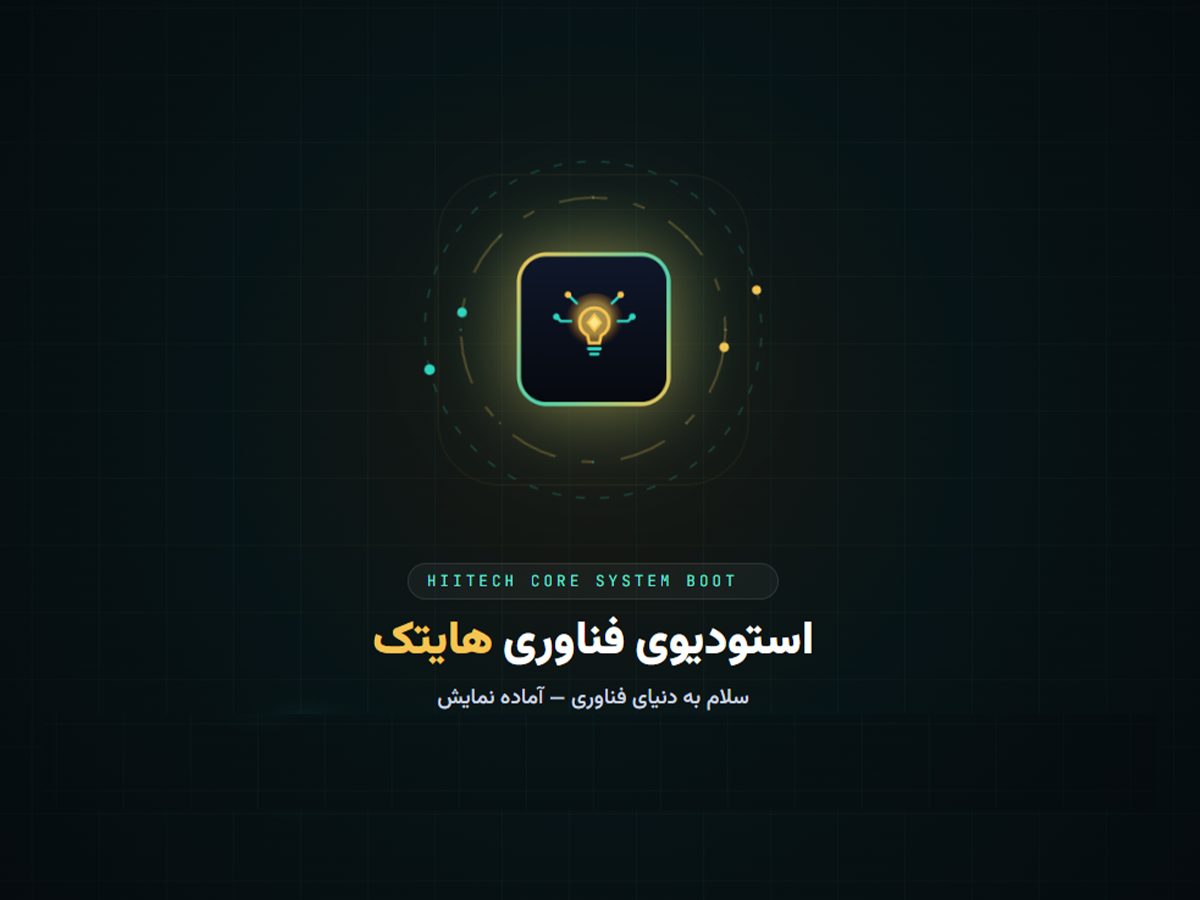 HIITECH CORE SYSTEM BOOT
استودیوی فناوری هایتک
سلام به دنیای فناوری — آماده نمایش